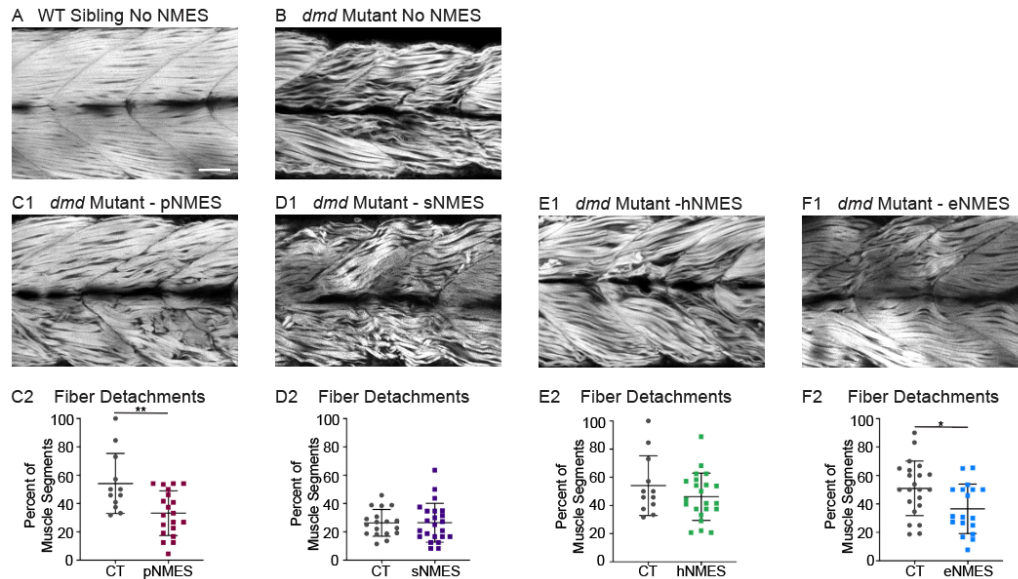 A WT Sibling No NMES
B dmd Mutant No NMES
C1 dmd Mutant - pNMES
D1 dmd Mutant - sNMES
E1 dmd Mutant -hNMES
F1 dmd Mutant - eNMES
C2 Fiber Detachments
**
Percent of
Muscle Segments
100
80
60
40
20
0
CT pNMES
D2 Fiber Detachments
Percent of
Muscle Segments
100
80
60
40
20
0
CT sNMES
E2 Fiber Detachments
Percent of
Muscle Segments
100
80
60
40
20
0
CT hNMES
F2 Fiber Detachments
*
Percent of
Muscle Segments
100
80
60
40
20
0
CT eNMES